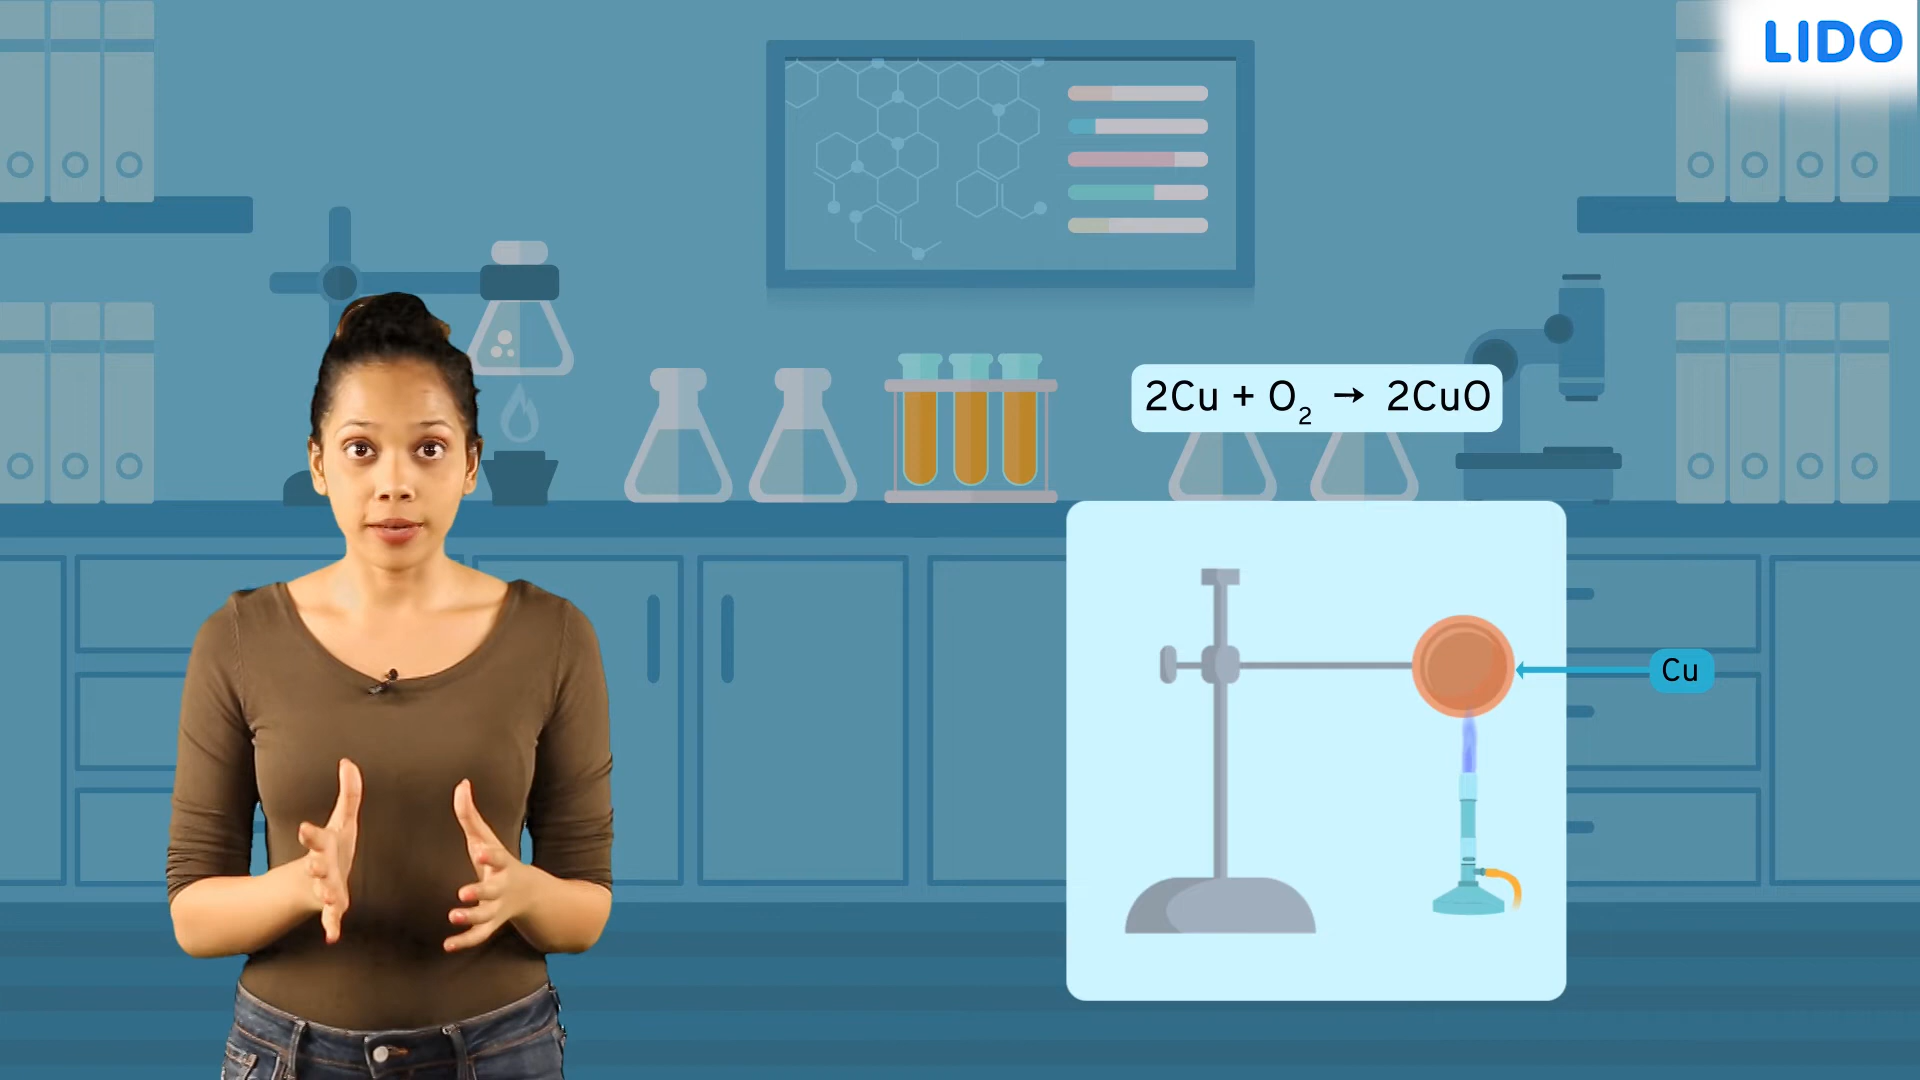 LIDO
2Cu + O₂ → 2CuO
Cu